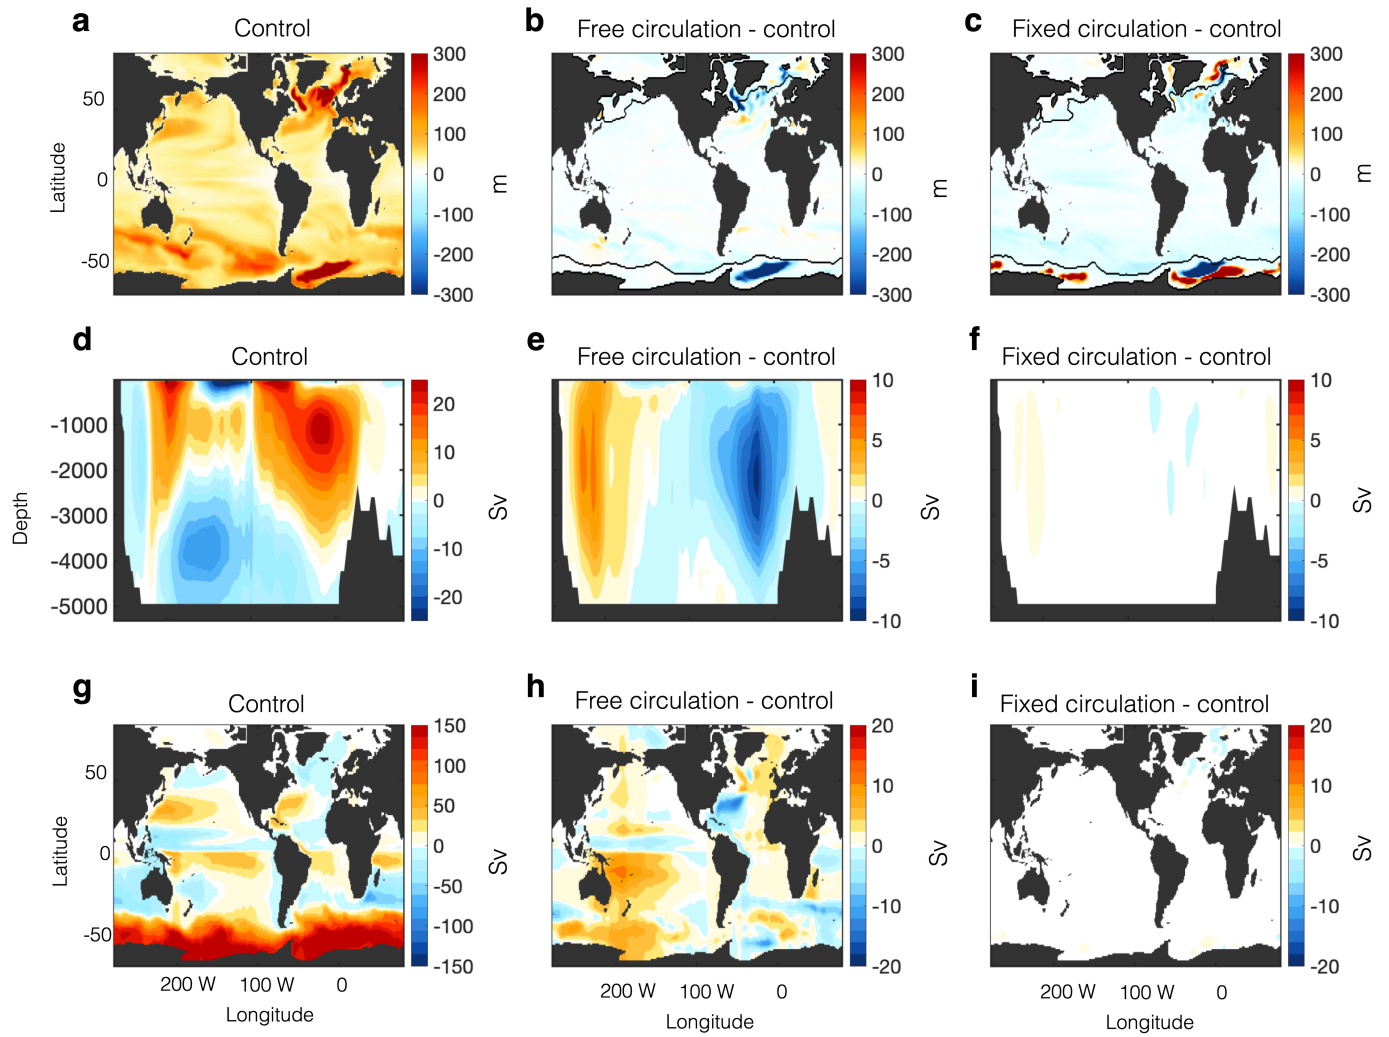 a Control
b Free circulation - control
c Fixed circulation - control
300
200
100
0
-100
-200
-300
m
300
200
100
0
-100
-200
-300
m
300
200
100
0
-100
-200
-300
m
50
0
-50
Latitude
d Control
e Free circulation - control
f Fixed circulation - control
-1000
-2000
-3000
-4000
-5000
Depth
20
10
0
-10
-20
Sv
10
5
0
-5
-10
Sv
10
5
0
-5
-10
Sv
g Control
h Free circulation - control
i Fixed circulation - control
50
0
-50
Latitude
150
100
50
0
-50
-100
-150
Sv
20
10
0
-10
-20
Sv
20
10
0
-10
-20
Sv
200 W 100 W 0
Longitude
200 W 100 W 0
Longitude
200 W 100 W 0
Longitude